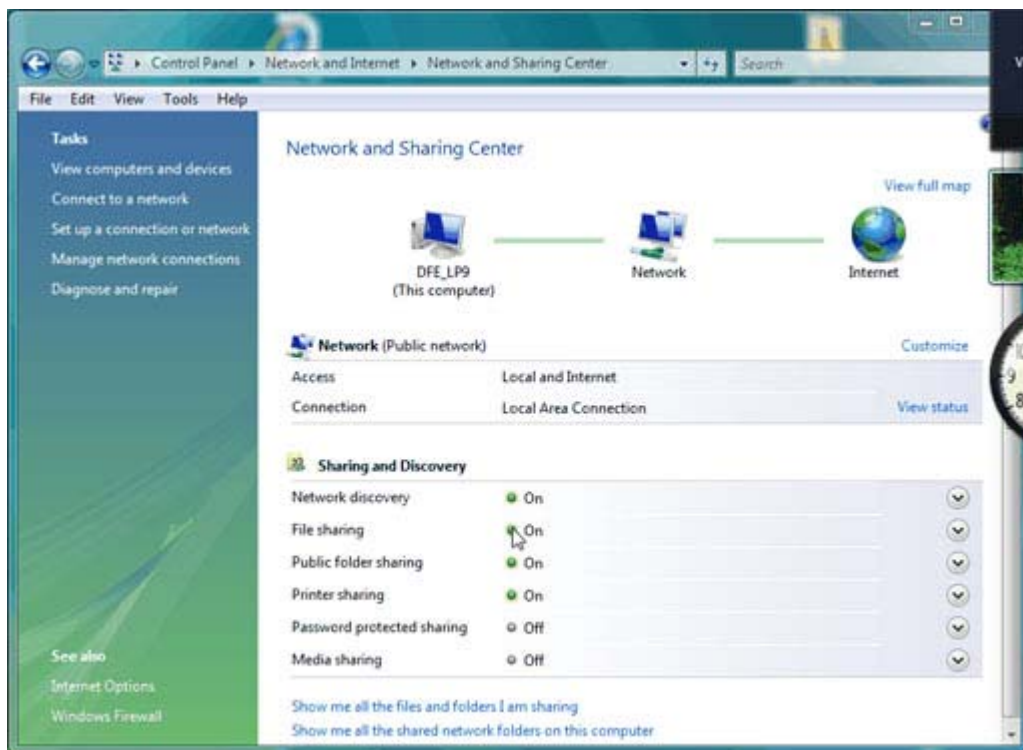 Control Panel Network and Internet Network and Sharing Center Search
File Edit View Tools Help
Tasks
View computers and devices
Connect to a network
Set up a connection or network
Manage network connections
Diagnose and repair
See also
Internet Options
Windows Firewall
Network and Sharing Center
View full map
DFE_LP9
(This computer)
Network
Internet
Network (Public network) Customize
Access Local and Internet
Connection Local Area Connection View status
Sharing and Discovery
Network discovery On
File sharing On
Public folder sharing On
Printer sharing On
Password protected sharing Off
Media sharing Off
Show me all the files and folders I am sharing
Show me all the shared network folders on this computer
10
9
8